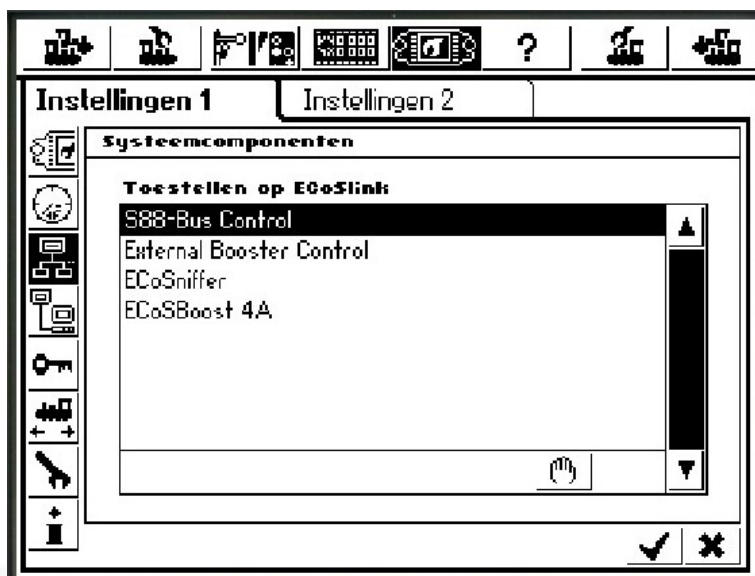 ?
Instellingen 1
Instellingen 2
Systeemcomponenten
Toestellen op ECoSlink
S88-Bus Control
External Booster Control
ECoSniffer
ECoSBoost 4A